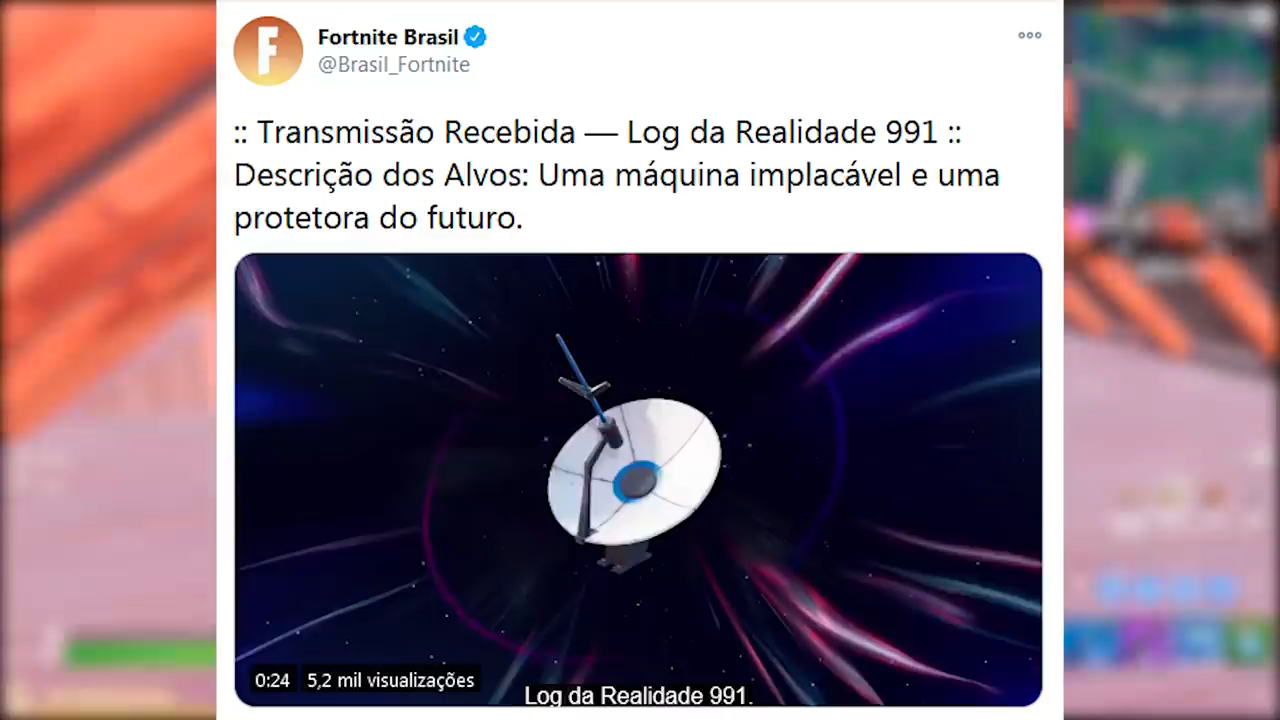 F
Fortnite Brasil
@Brasil_Fortnite
:: Transmissão Recebida — Log da Realidade 991 ::
Descrição dos Alvos: Uma máquina implacável e uma
protetora do futuro.
0:24 5,2 mil visualizações
Log da Realidade 991.